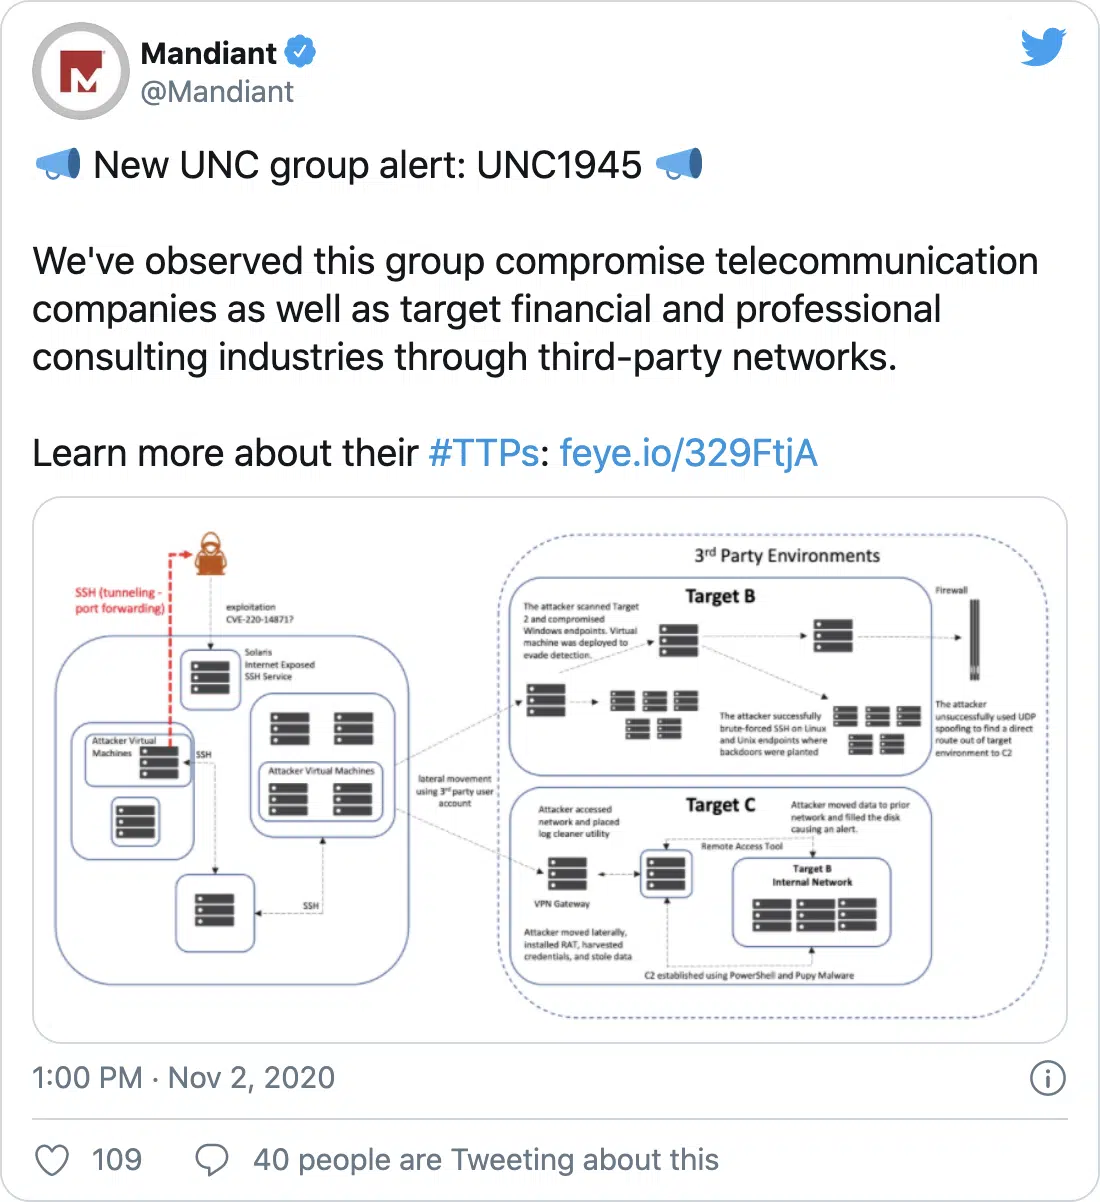 Mandiant
@Mandiant
New UNC group alert: UNC1945
We've observed this group compromise telecommunication
companies as well as target financial and professional
consulting industries through third-party networks.
Learn more about their #TTPs: feye.io/329FtjA
SSH (tunneling -
port forwarding)
exploitation
CVE-220-14871?
Solaris
Internet Exposed
SSH Service
Attacker Virtual
Machines
SSH
Attacker Virtual Machines
SSH
lateral movement
using 3rd party user
account
3rd Party Environments
Target B
The attacker scanned Target
2 and compromised
Windows endpoints. Virtual
machine was deployed to
evade detection.
The attacker successfully
brute-forced SSH on Linux
and Unix endpoints where
backdoors were planted
Firewall
The attacker
unsuccessfully used UDP
spoofing to find a direct
route out of target
environment to C2
Target C
Attacker accessed
network and placed
log cleaner utility
Attacker moved data to prior
network and filled the disk
causing an alert.
Remote Access Tool
VPN Gateway
Target B
Internal Network
Attacker moved laterally,
installed RAT, harvested
credentials, and stole data
C2 established using PowerShell and Pupy Malware
1:00 PM · Nov 2, 2020
109
40 people are Tweeting about this